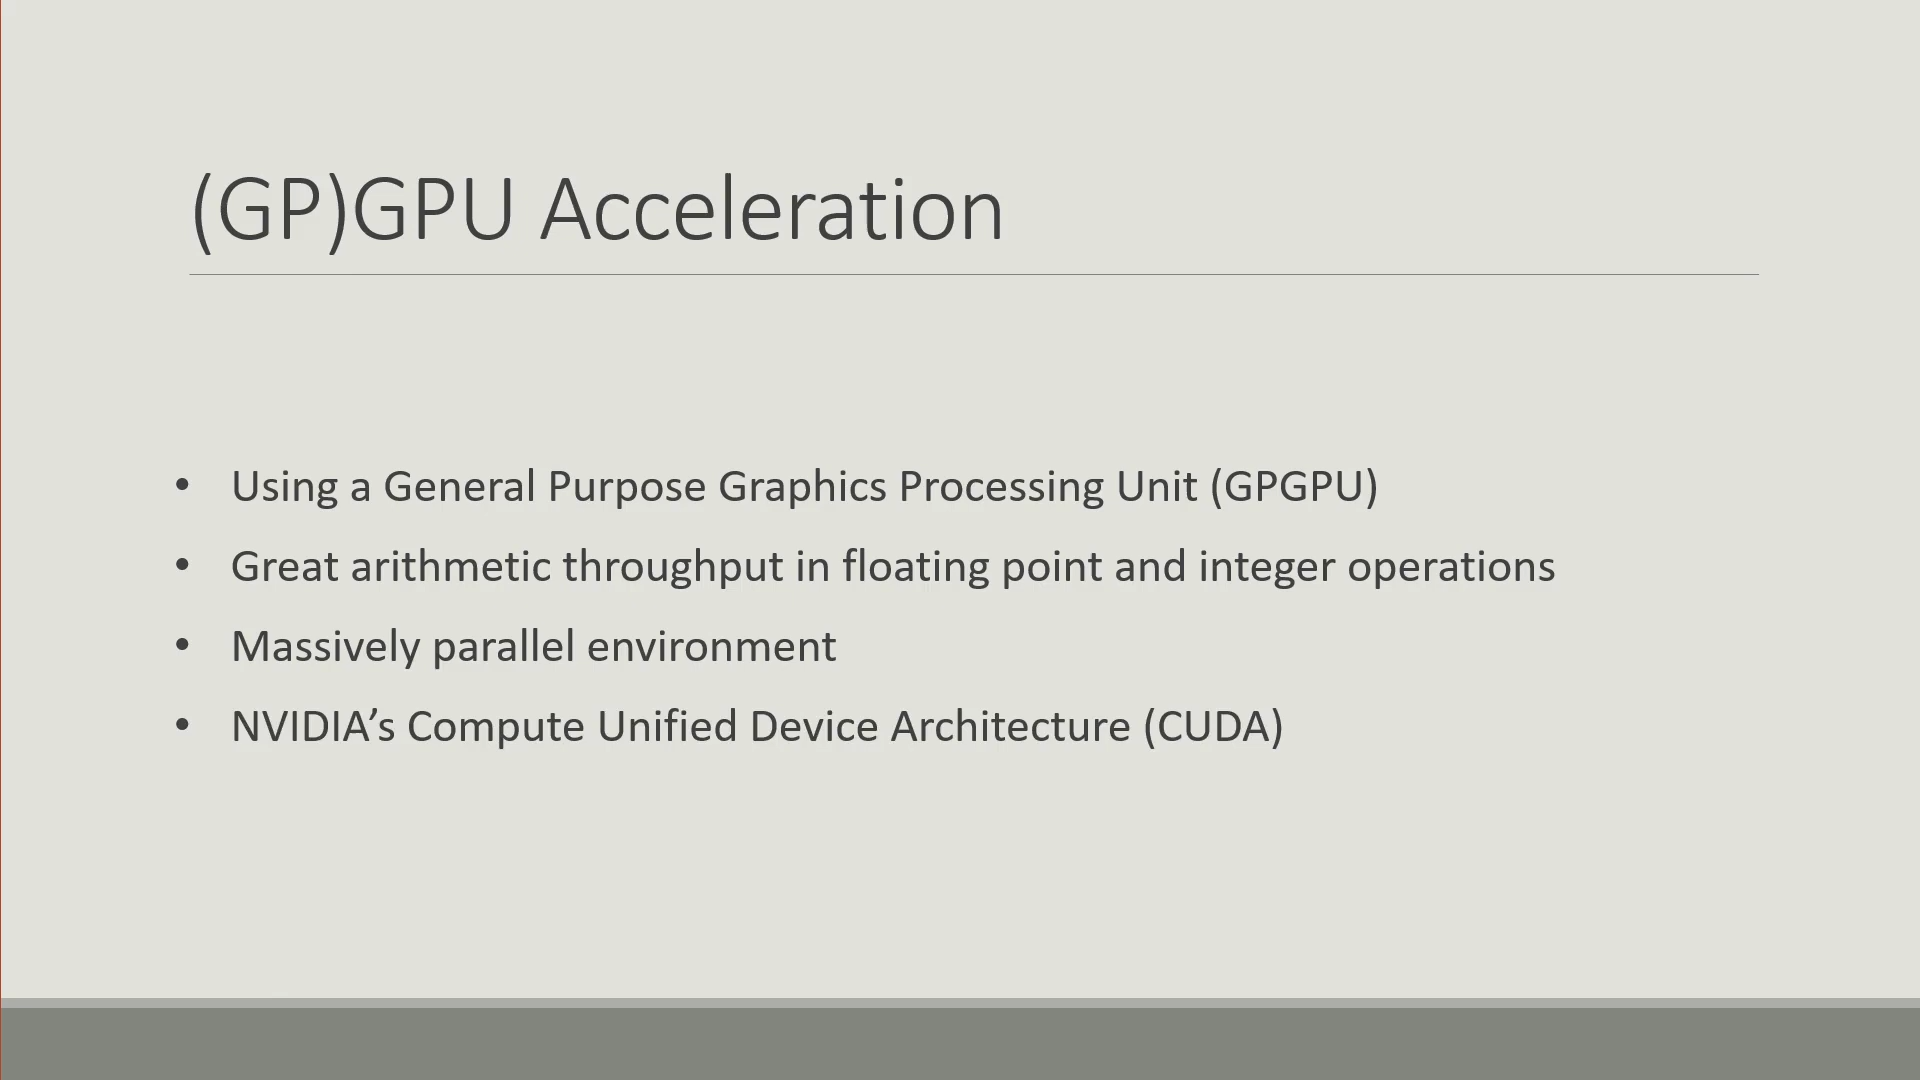 (GP)GPU Acceleration
• Using a General Purpose Graphics Processing Unit (GPGPU)
• Great arithmetic throughput in floating point and integer operations
• Massively parallel environment
• NVIDIA’s Compute Unified Device Architecture (CUDA)